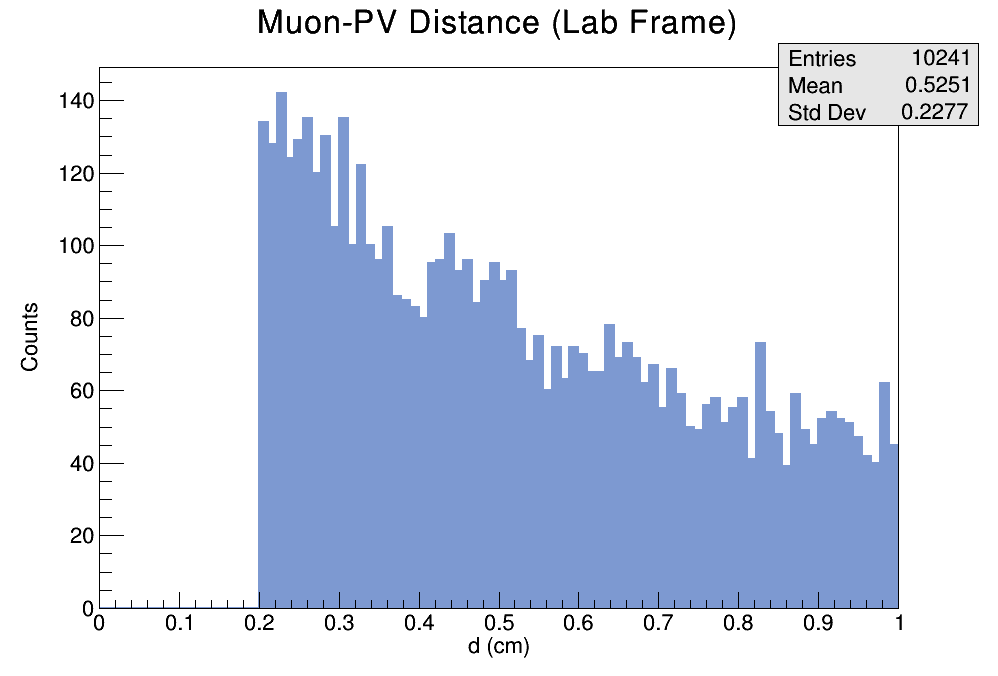 Muon-PV Distance (Lab Frame)
Entries 10241
Mean 0.5251
Std Dev 0.2277
140
120
100
80
60
40
20
0
Counts
0 0.1 0.2 0.3 0.4 0.5 0.6 0.7 0.8 0.9 1
d (cm)